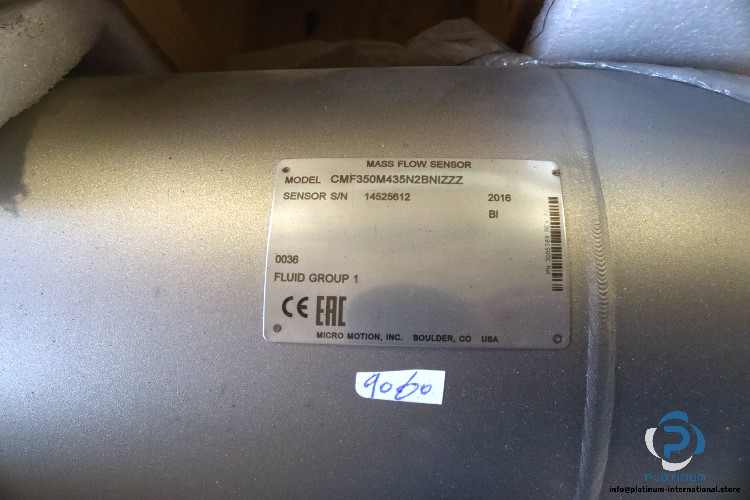 MASS FLOW SENSOR
MODEL CMF350M435N2BNIZZZ
SENSOR S/N 14525612 2016
BI
0036
FLUID GROUP 1
CE EAC
MICRO MOTION, INC. BOULDER, CO USA
9060
PLATINUM
info@platinum-international.store